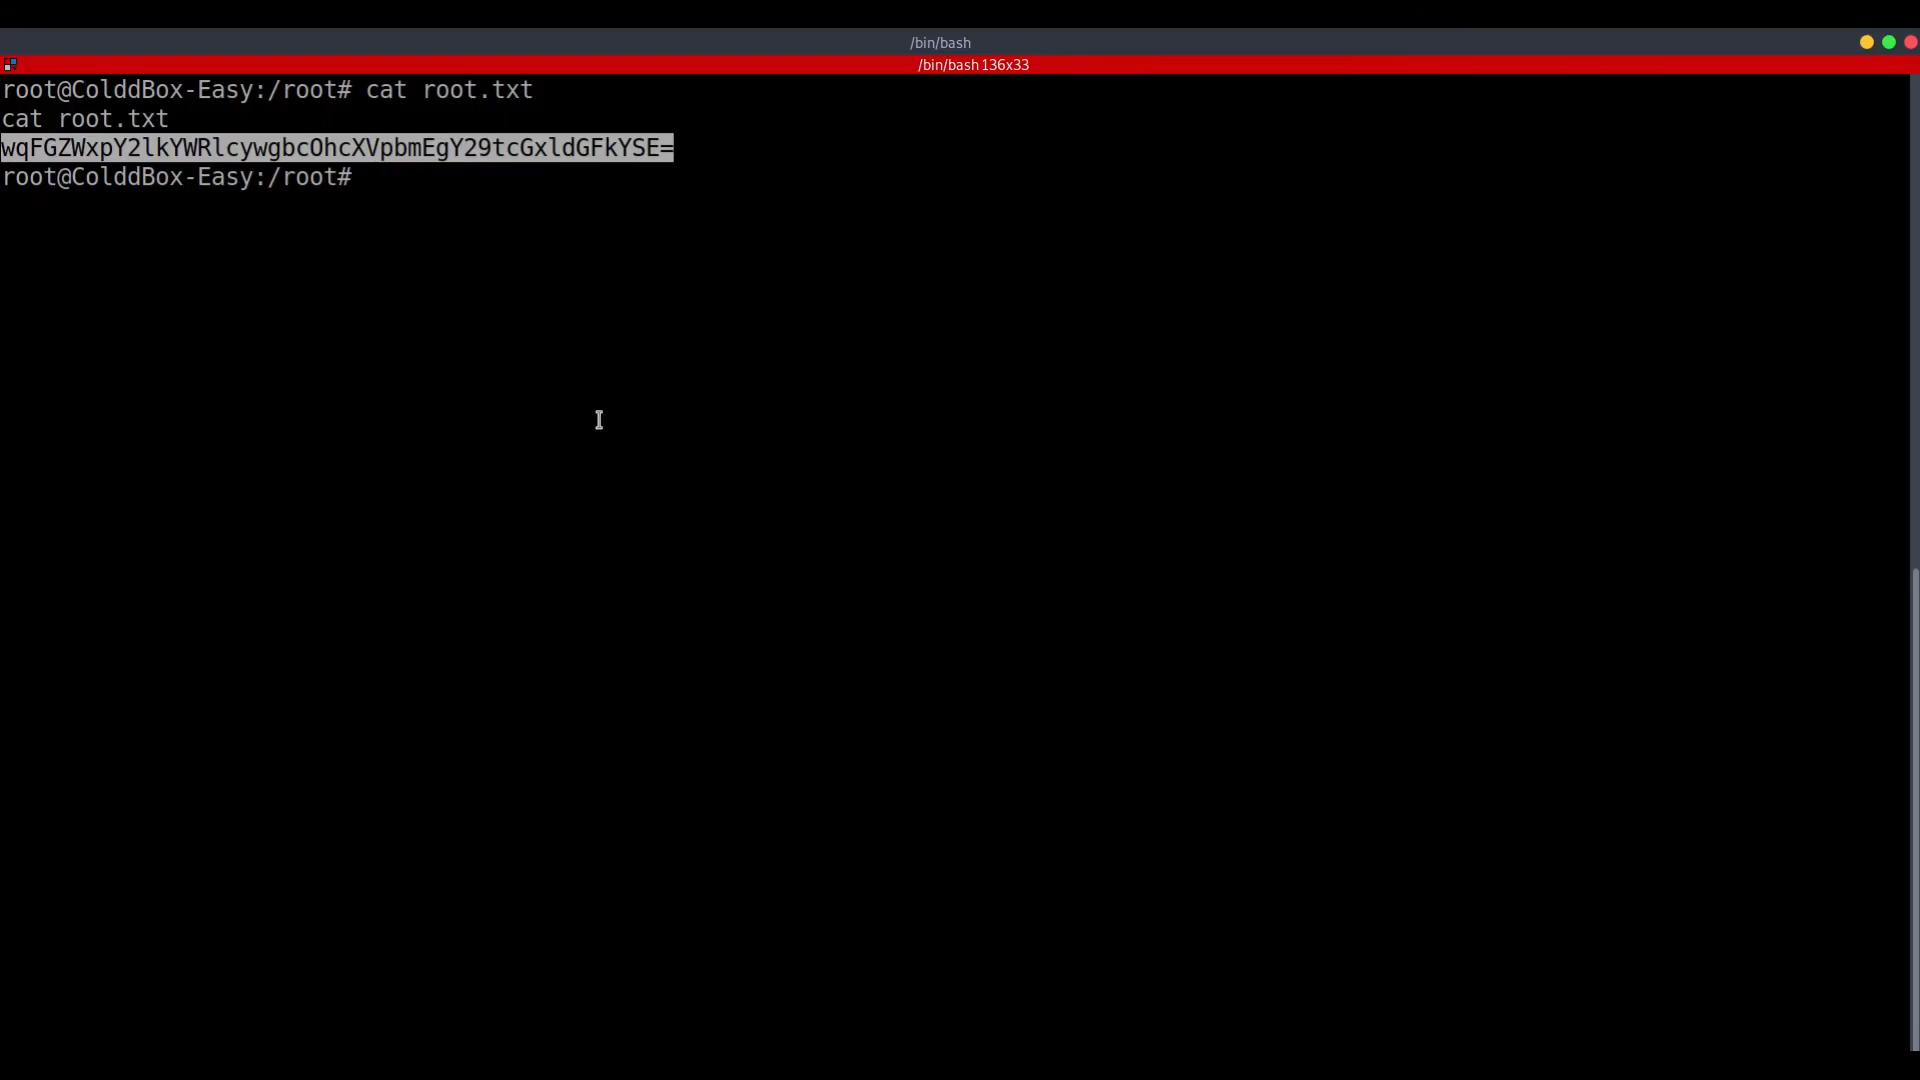 /bin/bash
/bin/bash 136x33
root@ColddBox-Easy:/root# cat root.txt
cat root.txt
wqFGZWxpY2lkYWRlcywgbcOhcXVpbmEgY29tcGxldGFkYSE=
root@ColddBox-Easy:/root#